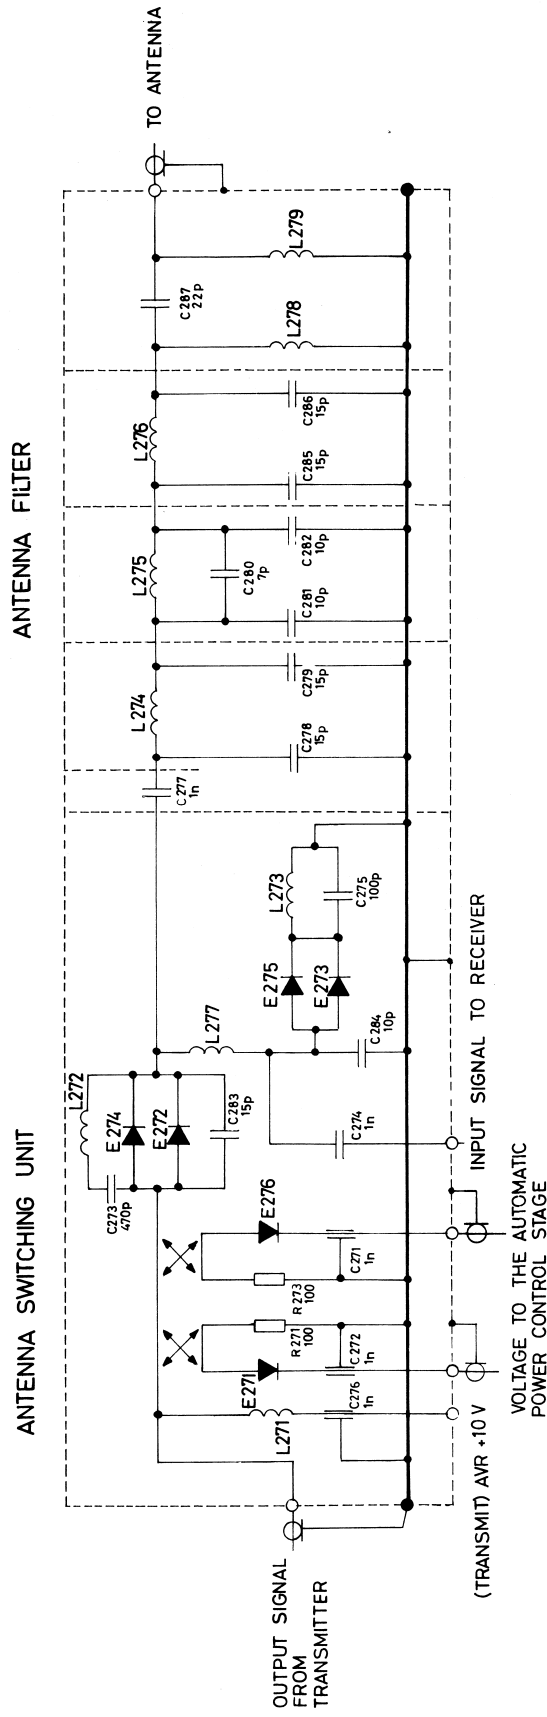 ANTENNA SWITCHING UNIT
ANTENNA FILTER
OUTPUT SIGNAL
FROM
TRANSMITTER
(TRANSMIT) AVR +10 V
VOLTAGE TO THE AUTOMATIC
POWER CONTROL STAGE
INPUT SIGNAL TO RECEIVER
TO ANTENNA
L271
E271
C276
1n
C272
1n
R271
100
R273
100
C271
1n
E276
C273
470p
L272
E274
E272
C283
15p
L277
C274
1n
C284
10p
E275
E273
L273
C275
100p
C277
1n
L274
C278
15p
C279
15p
L275
C280
7p
C281
10p
C282
10p
L276
C285
15p
C286
15p
C287
22p
L278
L279